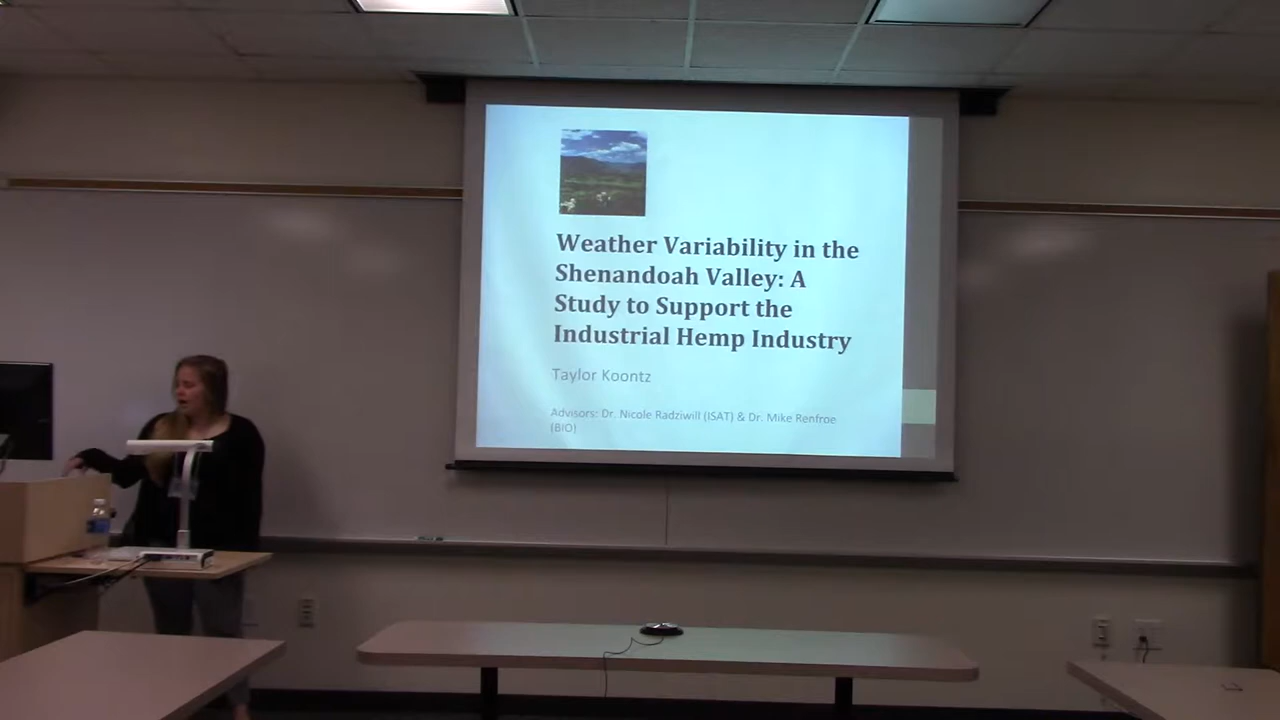 Weather Variability in the
Shenandoah Valley: A
Study to Support the
Industrial Hemp Industry
Taylor Koontz
Advisors: Dr. Nicole Radziwill (ISAT) & Dr. Mike Renfroe
(BIO)